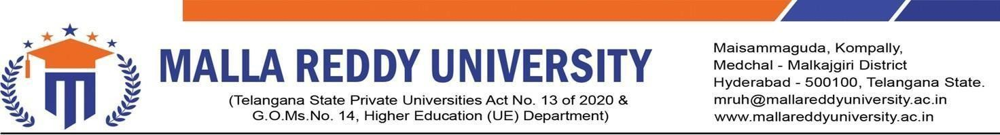 MALLA REDDY UNIVERSITY
(Telangana State Private Universities Act No. 13 of 2020 &
G.O.Ms.No. 14, Higher Education (UE) Department)
Maisammaguda, Kompally,
Medchal - Malkajgiri District
Hyderabad - 500100, Telangana State.
mruh@mallareddyuniversity.ac.in
www.mallareddyuniversity.ac.in